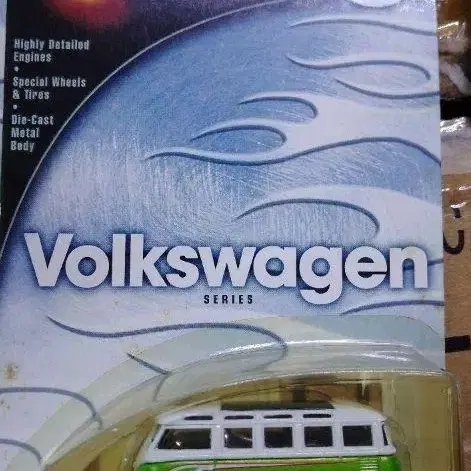 Highly Detailed
Engines
•
Special Wheels
& Tires
•
Die-Cast
Metal
Body
Volkswagen
SERIES